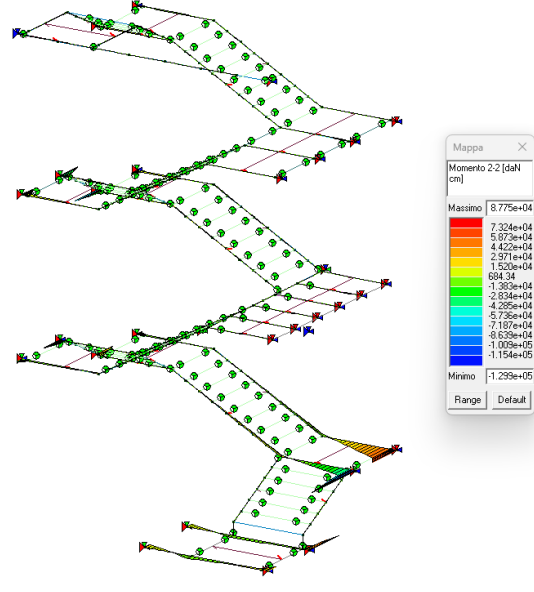 Mappa
Momento 2-2 [daN
cm]
Massimo 8.775e+04
7.324e+04
5.873e+04
4.422e+04
2.971e+04
1.520e+04
684.34
-1.383e+04
-2.834e+04
-4.285e+04
-5.736e+04
-7.187e+04
-8.639e+04
-1.009e+05
-1.154e+05
Minimo -1.299e+05
Range Default